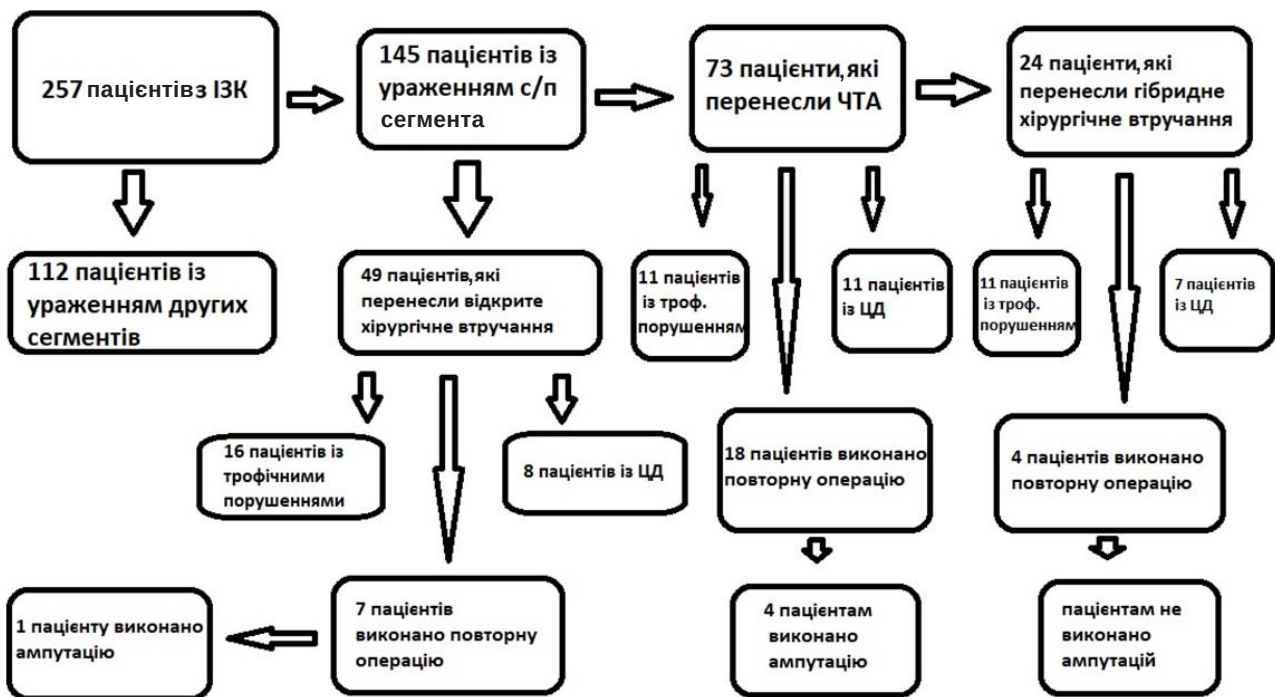 257 пацієнтів з ІЗК
145 пацієнтів із
ураженням с/п
сегмента
73 пацієнти, які
перенесли ЧТА
24 пацієнти, які
перенесли гібридне
хірургічне втручання
112 пацієнтів із
ураженням других
сегментів
49 пацієнтів, які
перенесли відкрите
хірургічне втручання
11 пацієнтів
із троф.
порушенням
11 пацієнтів
із ЦД
11 пацієнтів
із троф.
порушенням
7 пацієнтів
із ЦД
16 пацієнтів із
трофічними
порушеннями
8 пацієнтів із ЦД
18 пацієнтів виконано
повторну операцію
4 пацієнтів виконано
повторну операцію
1 пацієнту виконано
ампутацію
7 пацієнтів
виконано повторну
операцію
4 пацієнтам
виконано
ампутацію
пацієнтам не
виконано
ампутацій